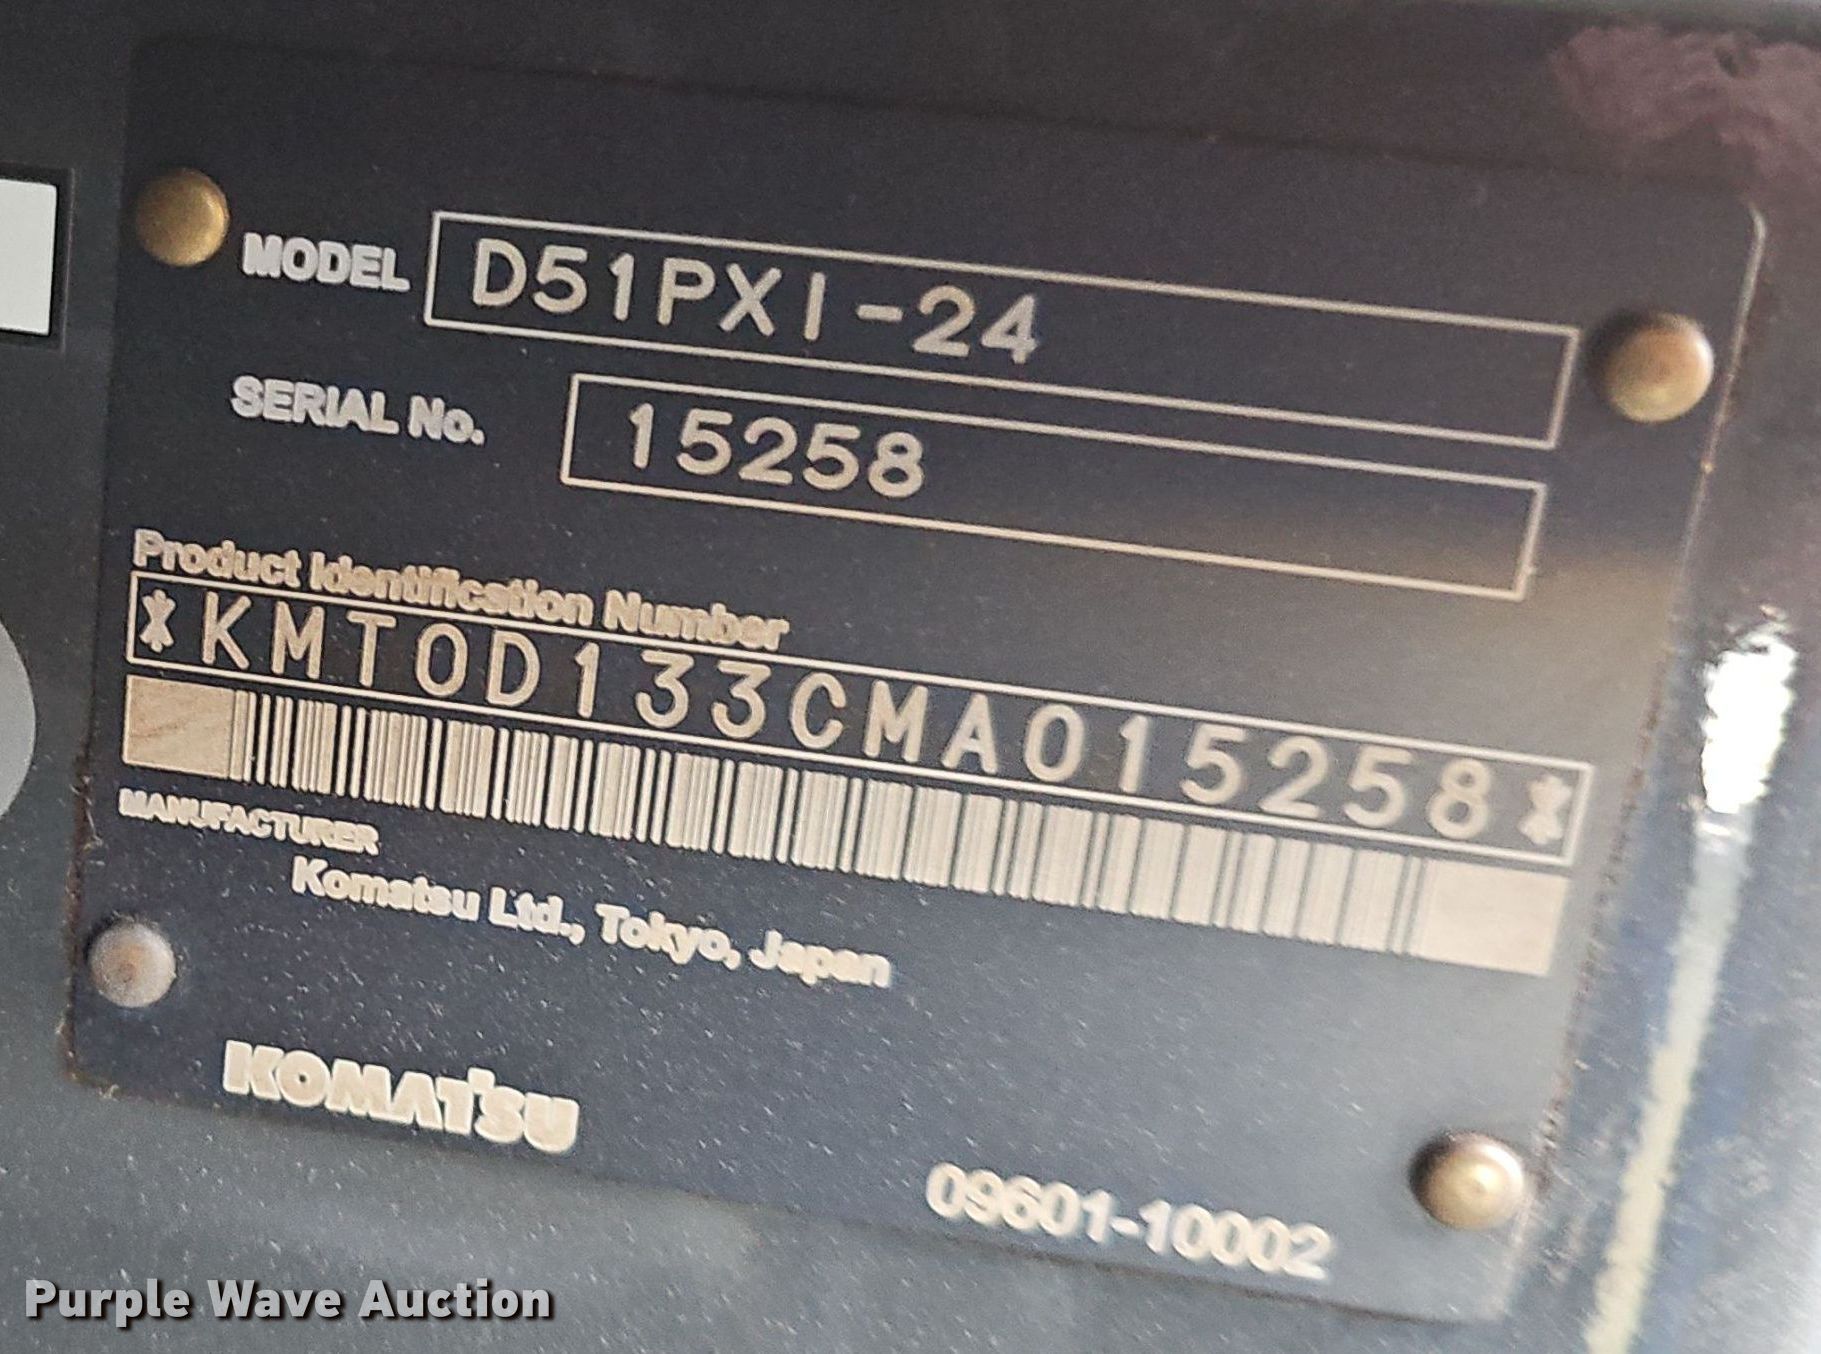 MODEL D51PXI-24
SERIAL No. 15258
Product Identification Number
*KMT0D133CMA015258*
MANUFACTURER
Komatsu Ltd., Tokyo, Japan
KOMATSU
09601-10002
Purple Wave Auction